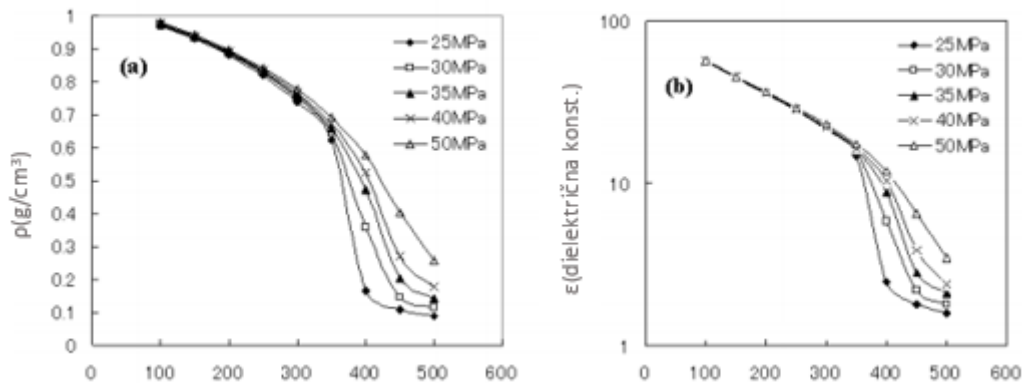 1
0.9
0.8
0.7
0.6
0.5
0.4
0.3
0.2
0.1
0
ρ(g/cm³)
(a)
25MPa
30MPa
35MPa
40MPa
50MPa
0 100 200 300 400 500 600
100
10
1
ε(dielektrična konst.)
(b)
25MPa
30MPa
35MPa
40MPa
50MPa
0 100 200 300 400 500 600